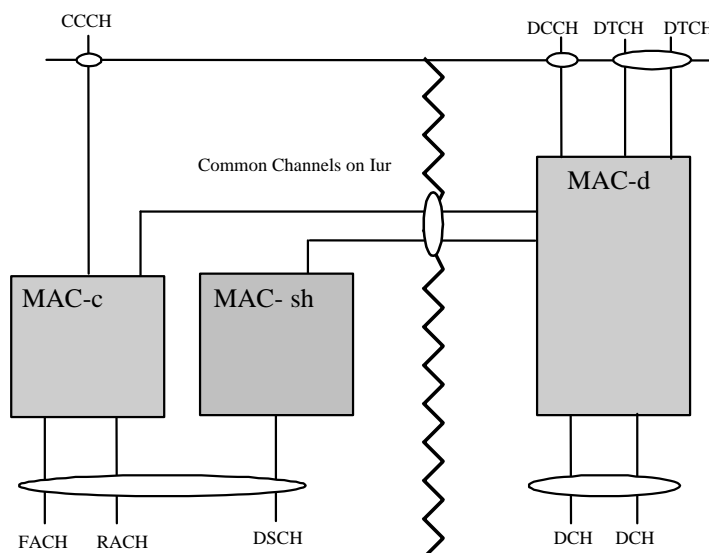 CCCH
DCCH DTCH DTCH
Common Channels on Iur
MAC-d
MAC-c
MAC- sh
FACH RACH DSCH DCH DCH